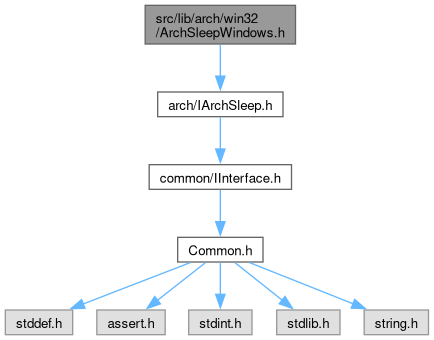 src/lib/arch/win32
/ArchSleepWindows.h
arch/IArchSleep.h
common/IInterface.h
Common.h
stddef.h
assert.h
stdint.h
stdlib.h
string.h